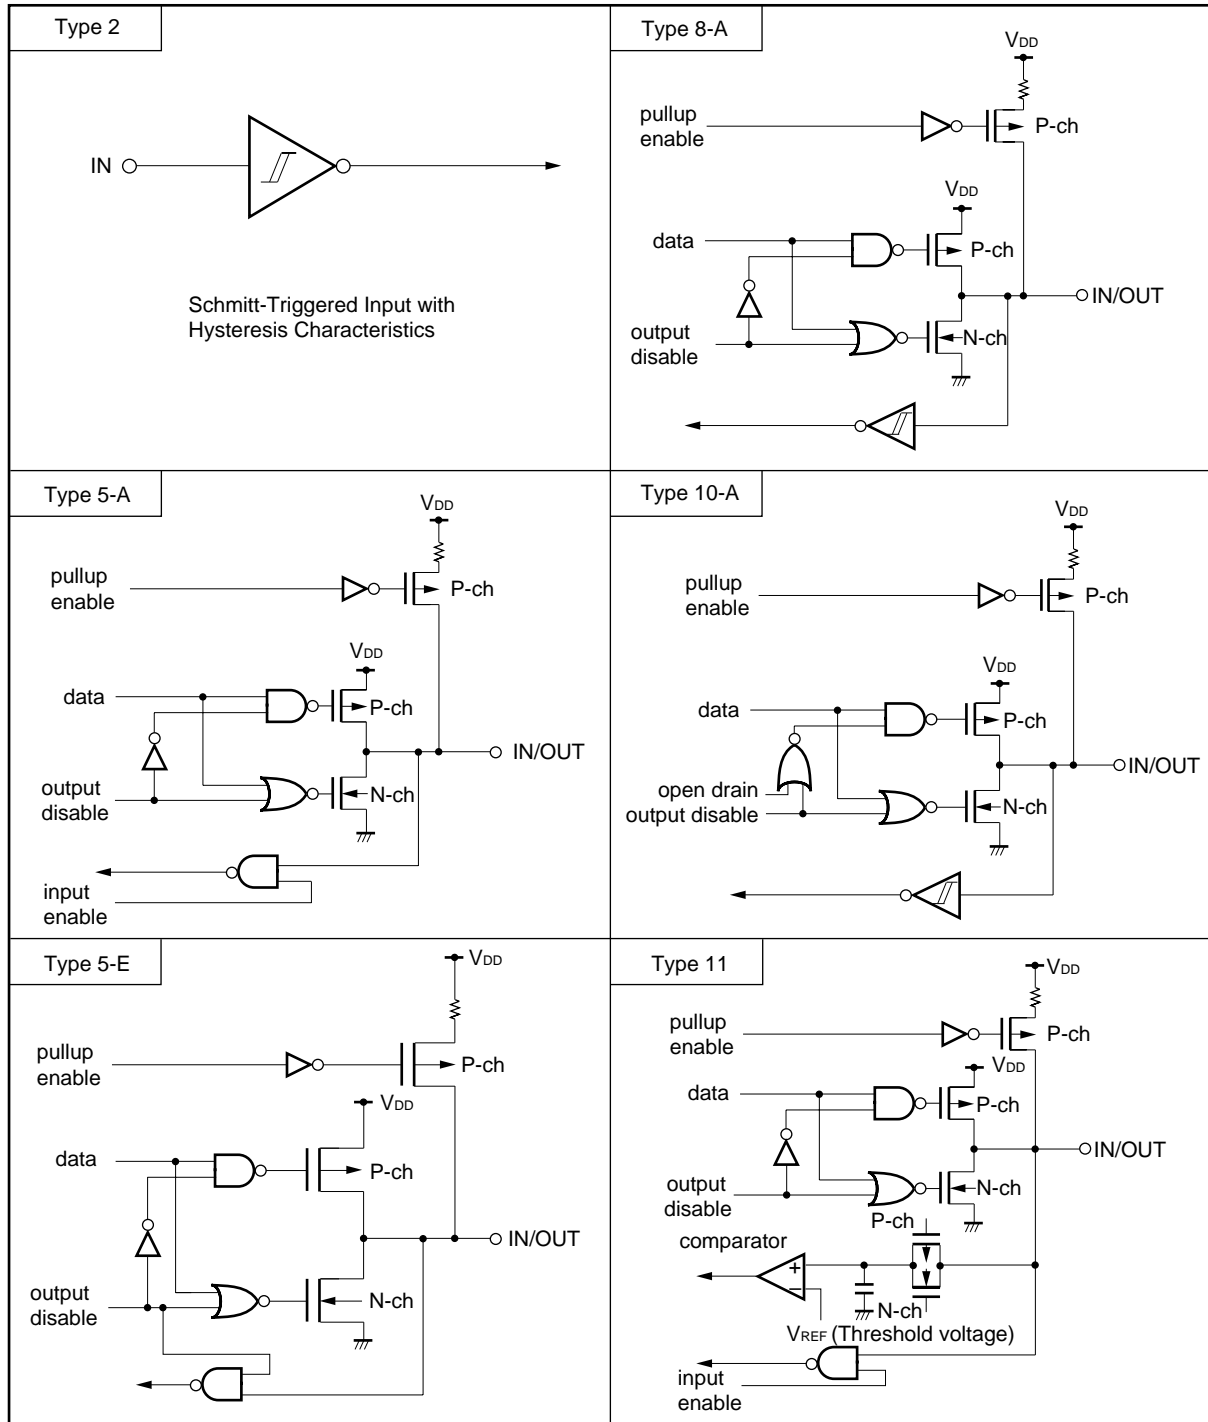 Type 2
IN
Schmitt-Triggered Input with
Hysteresis Characteristics
Type 8-A
VDD
pullup
enable
P-ch
VDD
data
P-ch
IN/OUT
output
disable
N-ch
Type 5-A
VDD
pullup
enable
P-ch
VDD
data
P-ch
IN/OUT
output
disable
N-ch
input
enable
Type 10-A
VDD
pullup
enable
P-ch
VDD
data
P-ch
IN/OUT
open drain
output disable
N-ch
Type 5-E
VDD
pullup
enable
P-ch
VDD
data
P-ch
IN/OUT
output
disable
N-ch
Type 11
VDD
pullup
enable
P-ch
VDD
data
P-ch
IN/OUT
output
disable
N-ch
P-ch
comparator
+
−
N-ch
VREF (Threshold voltage)
input
enable